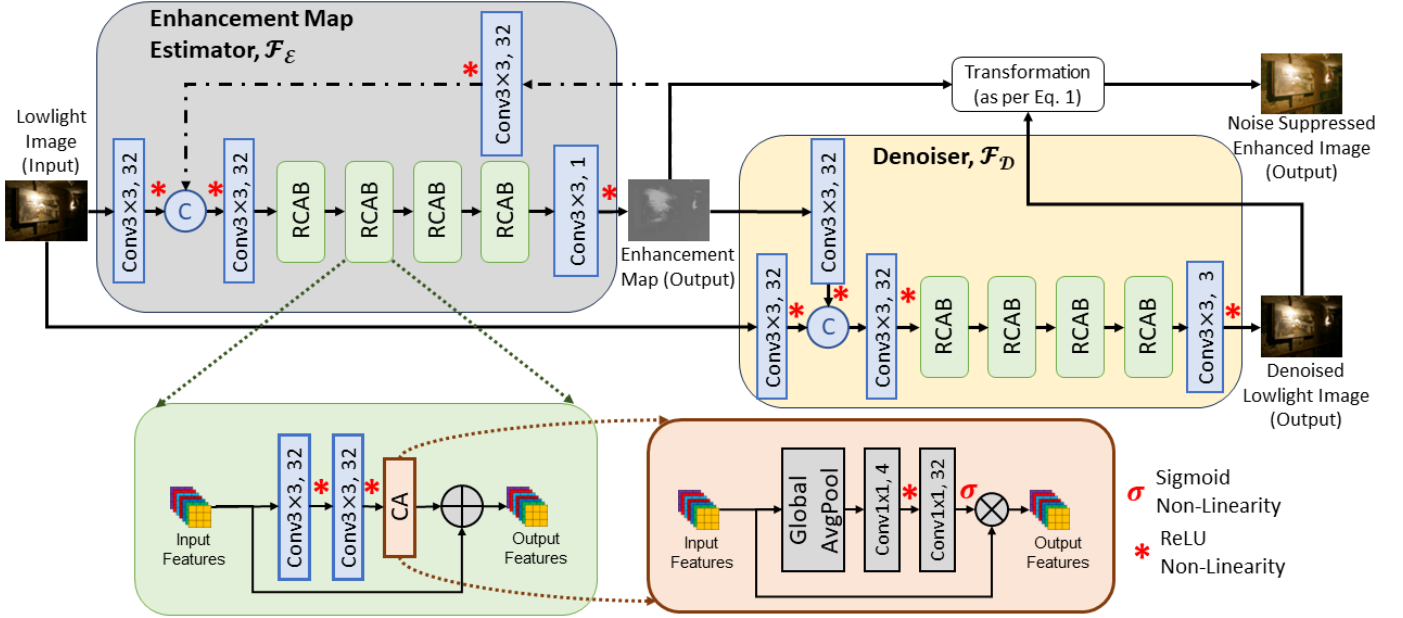 Enhancement Map
Estimator, 𝓕_ℰ
Conv3×3, 32
*
Lowlight
Image
(Input)
Conv3×3, 32
*
C
*
Conv3×3, 32
RCAB
RCAB
RCAB
RCAB
Conv3×3, 1
*
Enhancement
Map (Output)
Transformation
(as per Eq. 1)
Noise Suppressed
Enhanced Image
(Output)
Denoiser, 𝓕_𝒟
Conv3×3, 32
*
Conv3×3, 32
*
C
Conv3×3, 32
*
RCAB
RCAB
RCAB
RCAB
Conv3×3, 3
*
Denoised
Lowlight Image
(Output)
Input
Features
Conv3×3, 32
*
Conv3×3, 32
*
CA
Output
Features
Input
Features
Global
AvgPool
Conv1x1, 4
*
Conv1x1, 32
σ
Output
Features
σ Sigmoid
Non-Linearity
* ReLU
Non-Linearity